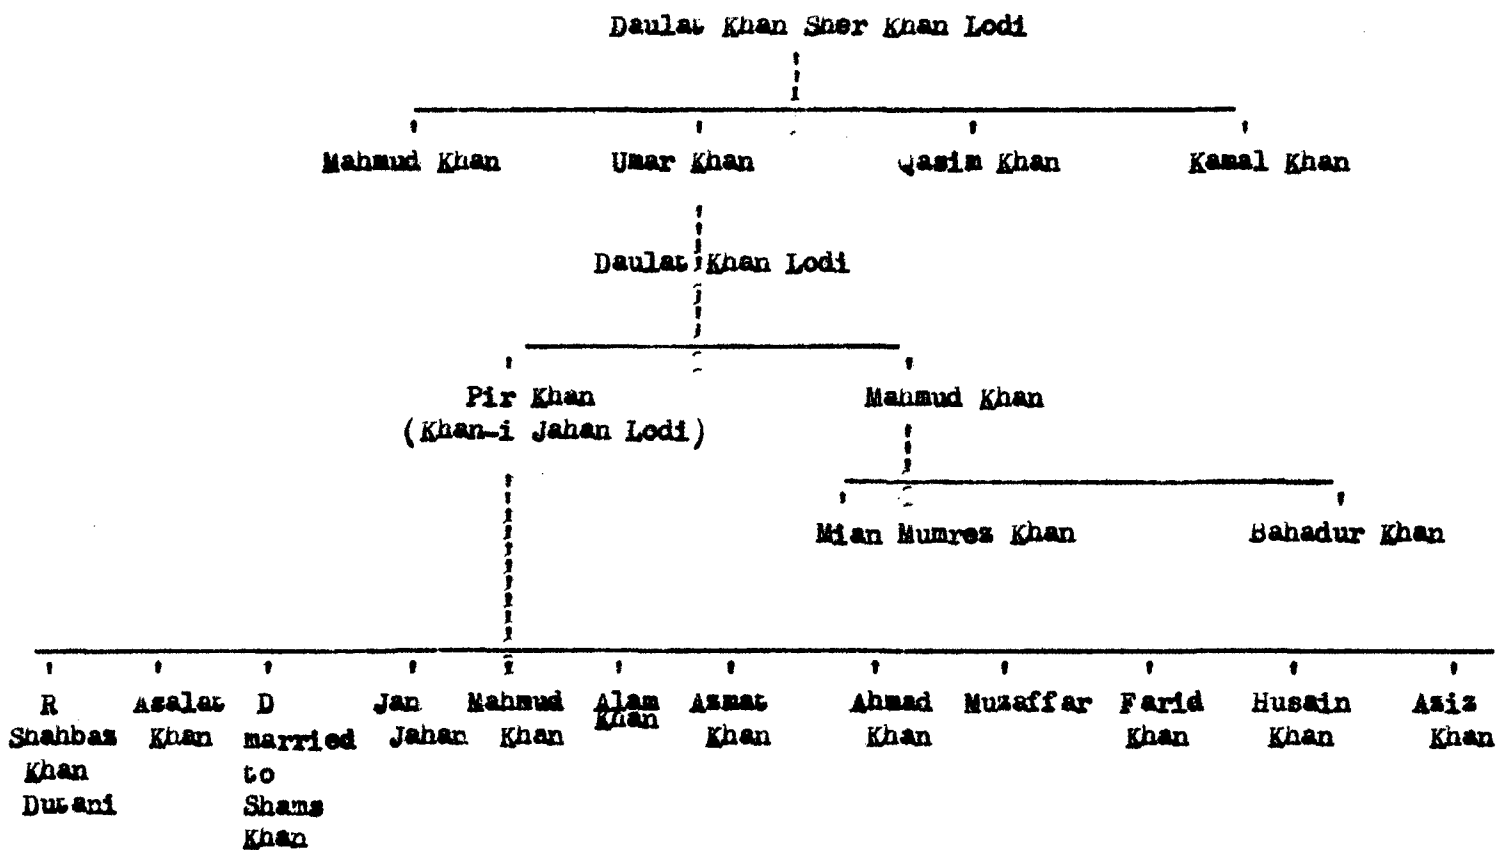 Daulat Khan Sher Khan Lodi
Mahmud Khan Umar Khan Qasim Khan Kamal Khan
Daulat Khan Lodi
Pir Khan Mahmud Khan
(Khan-i Jahan Lodi)
Mian Mumrez Khan Bahadur Khan
R Asalat D Jan Mahmud Alam Azmat Ahmad Muzaffar Farid Husain Aziz
Shahbaz Khan married Jahan Khan Khan Khan Khan Khan Khan Khan
Khan to
Dutani Shams
Khan